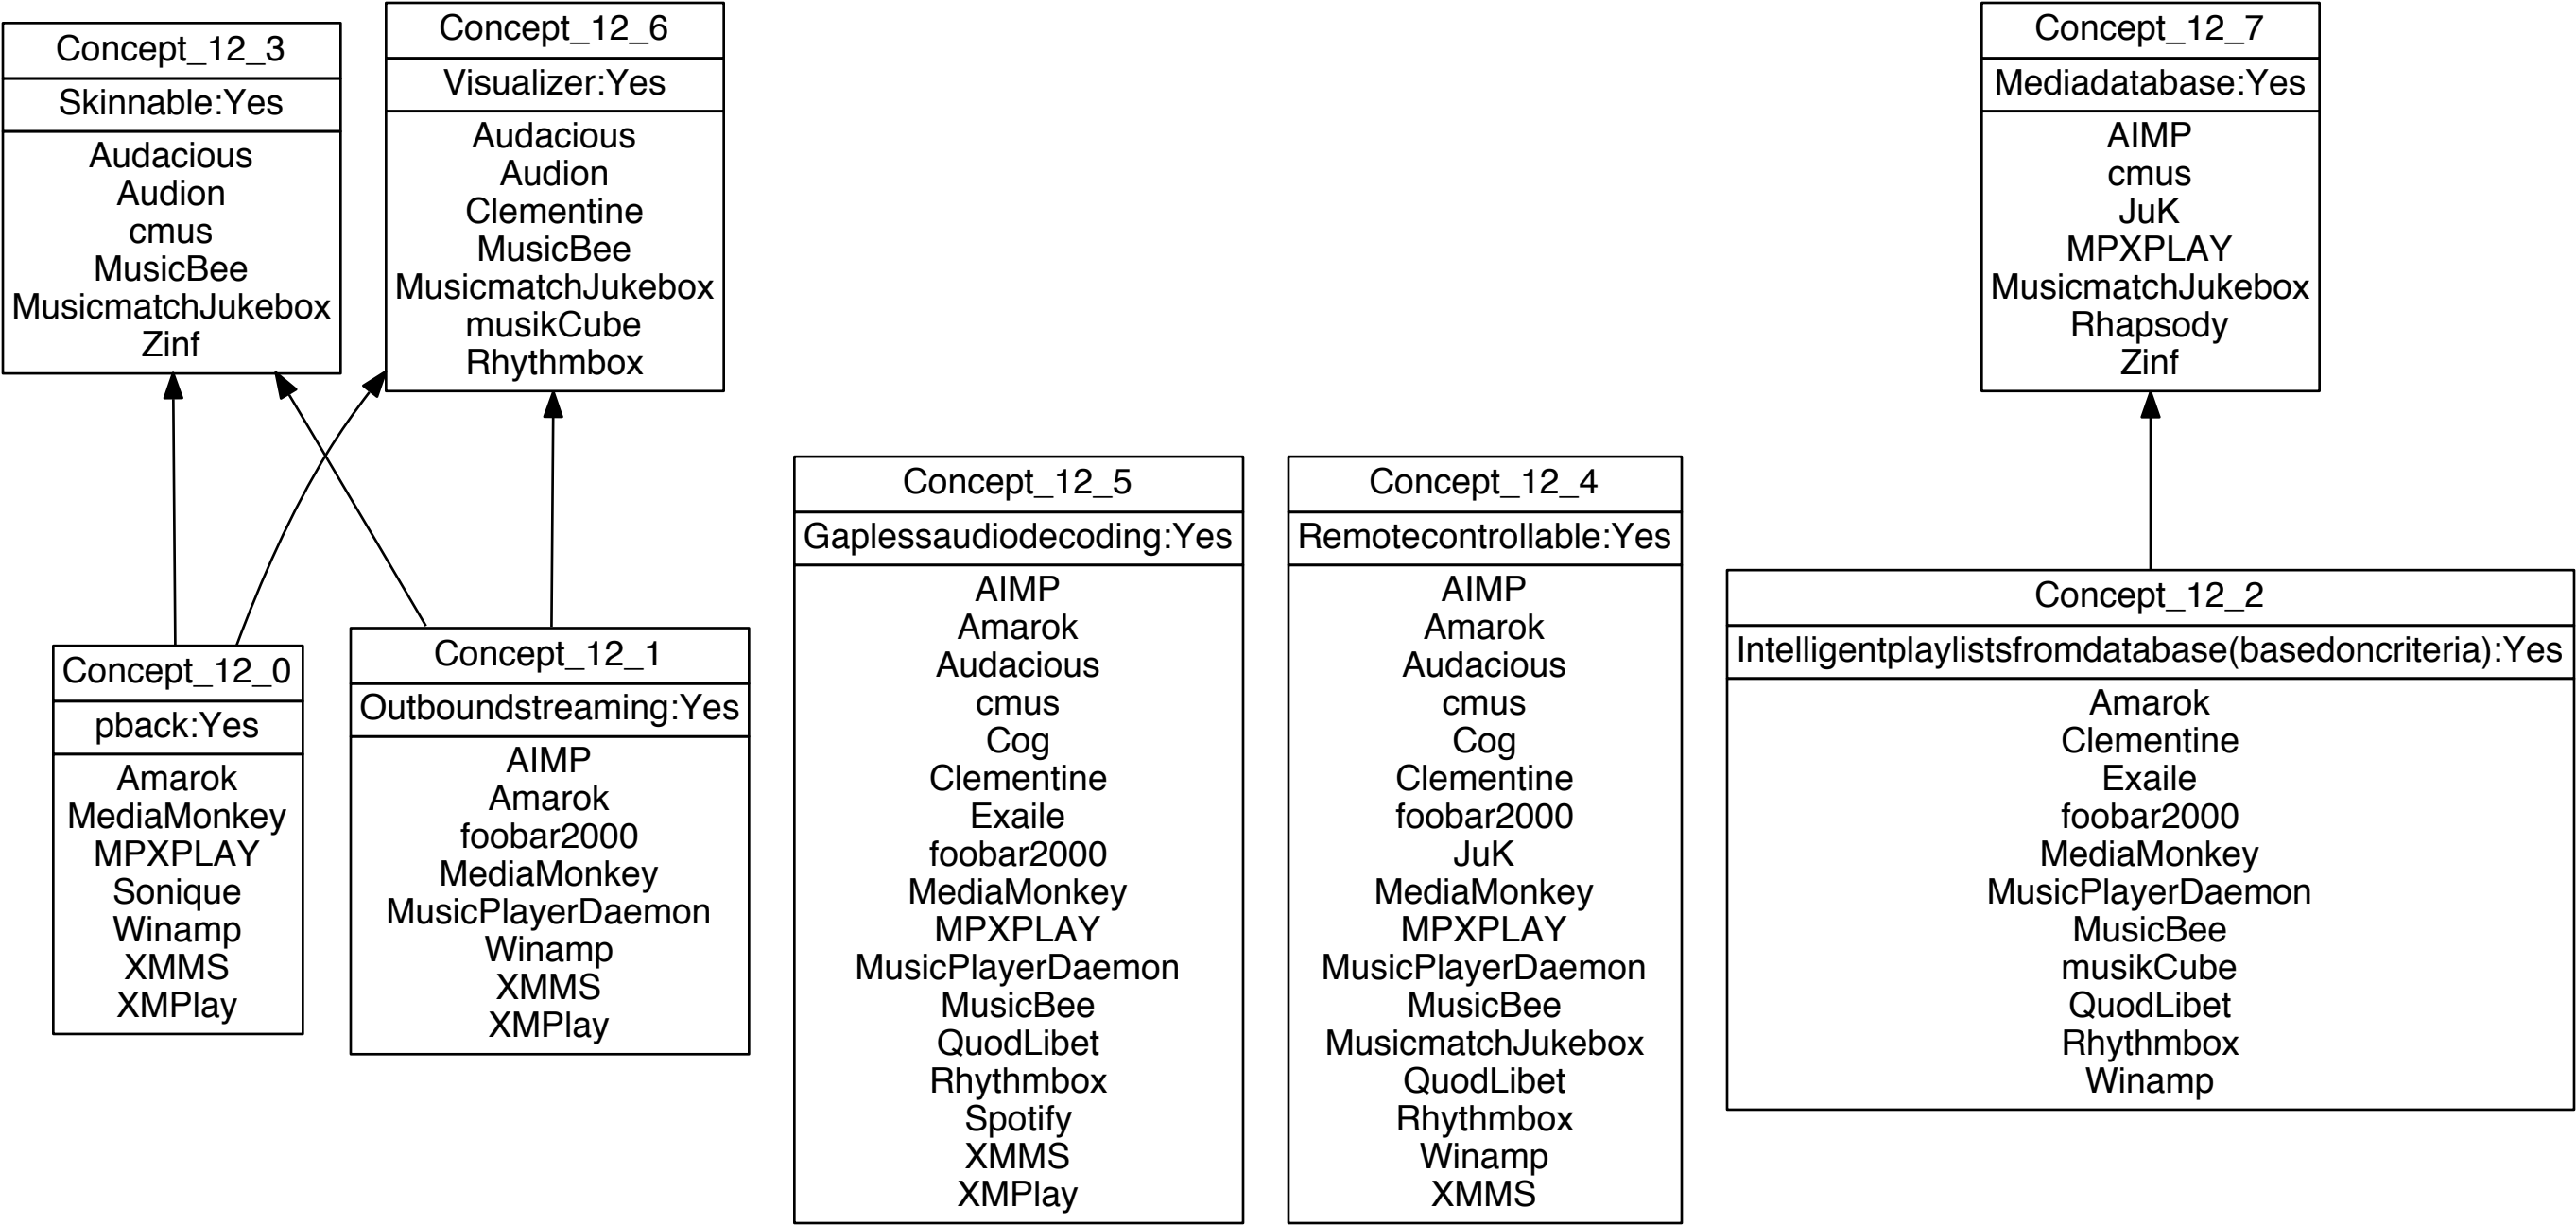 Concept_12_3
Skinnable:Yes
Audacious
Audion
cmus
MusicBee
MusicmatchJukebox
Zinf
Concept_12_6
Visualizer:Yes
Audacious
Audion
Clementine
MusicBee
MusicmatchJukebox
musikCube
Rhythmbox
Concept_12_7
Mediadatabase:Yes
AIMP
cmus
JuK
MPXPLAY
MusicmatchJukebox
Rhapsody
Zinf
Concept_12_0
pback:Yes
Amarok
MediaMonkey
MPXPLAY
Sonique
Winamp
XMMS
XMPlay
Concept_12_1
Outboundstreaming:Yes
AIMP
Amarok
foobar2000
MediaMonkey
MusicPlayerDaemon
Winamp
XMMS
XMPlay
Concept_12_5
Gaplessaudiodecoding:Yes
AIMP
Amarok
Audacious
cmus
Cog
Clementine
Exaile
foobar2000
MediaMonkey
MPXPLAY
MusicPlayerDaemon
MusicBee
QuodLibet
Rhythmbox
Spotify
XMMS
XMPlay
Concept_12_4
Remotecontrollable:Yes
AIMP
Amarok
Audacious
cmus
Cog
Clementine
foobar2000
JuK
MediaMonkey
MPXPLAY
MusicPlayerDaemon
MusicBee
MusicmatchJukebox
QuodLibet
Rhythmbox
Winamp
XMMS
Concept_12_2
Intelligentplaylistsfromdatabase(basedoncriteria):Yes
Amarok
Clementine
Exaile
foobar2000
MediaMonkey
MusicPlayerDaemon
MusicBee
musikCube
QuodLibet
Rhythmbox
Winamp